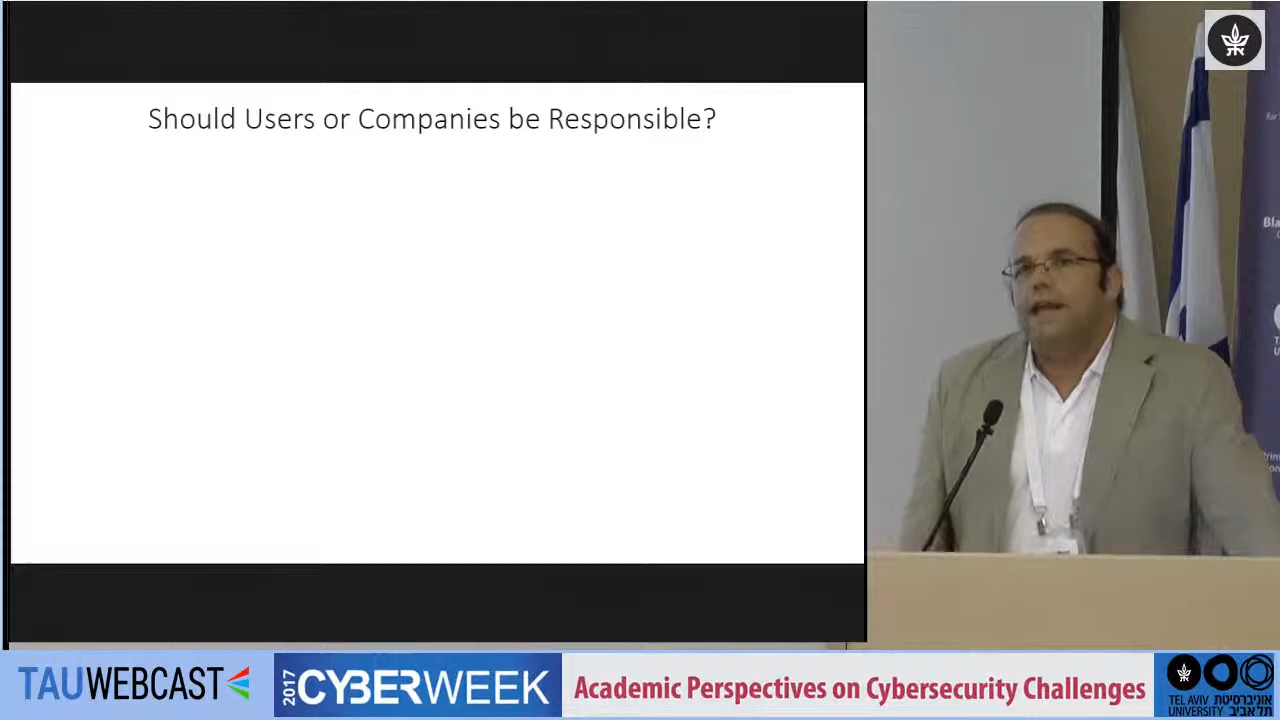 Should Users or Companies be Responsible?
Bla
TAUWEBCAST
2017
CYBERWEEK
Academic Perspectives on Cybersecurity Challenges
TEL AVIV
UNIVERSITY
אוניברסיטת
תל אביב